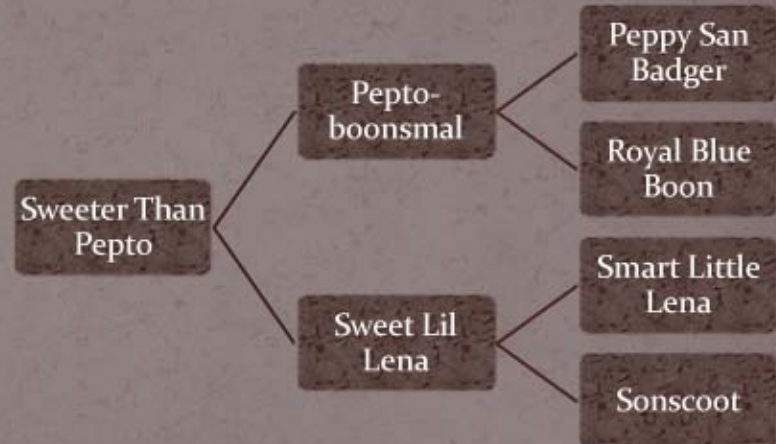 Sweeter Than
Pepto
Pepto-
boonsmal
Sweet Lil
Lena
Peppy San
Badger
Royal Blue
Boon
Smart Little
Lena
Sonscoot